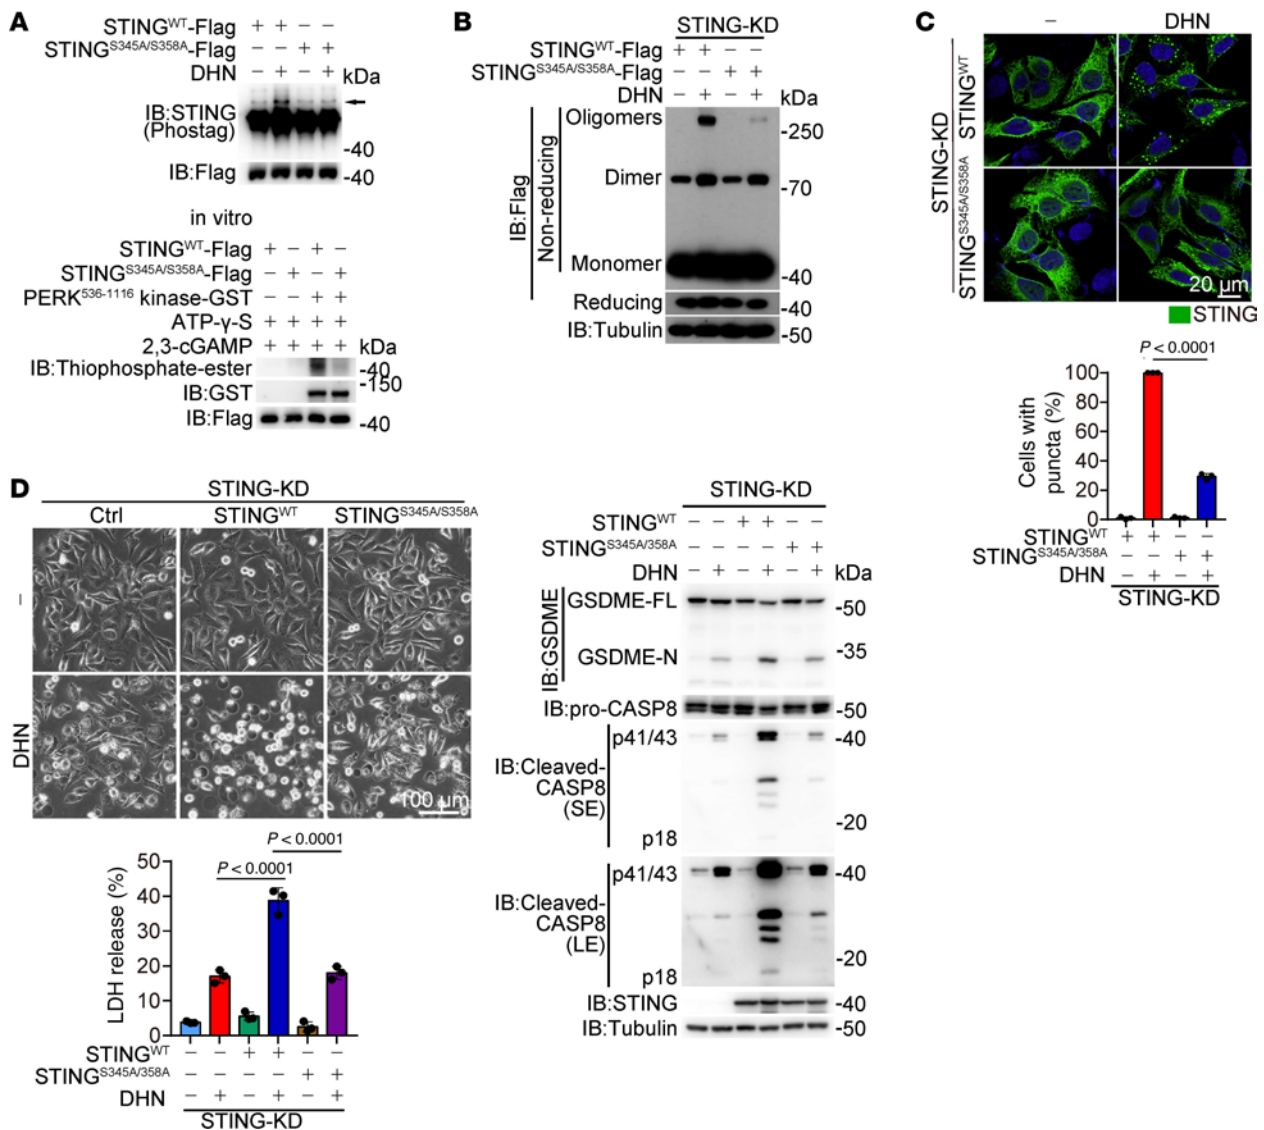 A
STING^WT-Flag + + − −
STING^S345A/S358A-Flag − − + +
DHN − + − + kDa
IB:STING
(Phostag)
-40
IB:Flag -40
in vitro
STING^WT-Flag + − + −
STING^S345A/S358A-Flag − + − +
PERK^536-1116 kinase-GST − − + +
ATP-γ-S + + + +
2,3-cGAMP + + + + kDa
IB:Thiophosphate-ester -40
-150
IB:GST
IB:Flag -40
B
STING-KD
STING^WT-Flag + + − −
STING^S345A/S358A-Flag − − + +
DHN − + − + kDa
IB:Flag
Non-reducing
Oligomers -250
Dimer -70
Monomer -40
Reducing -40
IB:Tubulin -50
C
− DHN
STING-KD
STING^WT
STING^S345A/S358A
20 μm
STING
P < 0.0001
Cells with
puncta (%)
100
80
60
40
20
0
STING^WT + + − −
STING^S345A/358A − − + +
DHN − + − +
STING-KD
D
STING-KD
Ctrl STING^WT STING^S345A/S358A
−
DHN
100 μm
P < 0.0001
P < 0.0001
LDH release (%)
50
40
30
20
10
0
STING^WT − − + + − −
STING^S345A/358A − − − − + +
DHN − + − + − +
STING-KD
STING-KD
STING^WT − − + + − −
STING^S345A/358A − − − − + +
DHN − + − + − + kDa
IB:GSDME
GSDME-FL -50
GSDME-N -35
IB:pro-CASP8 -50
p41/43 -40
IB:Cleaved-
CASP8
(SE)
-20
p18
p41/43 -40
IB:Cleaved-
CASP8
(LE)
-20
p18
IB:STING -40
IB:Tubulin -50